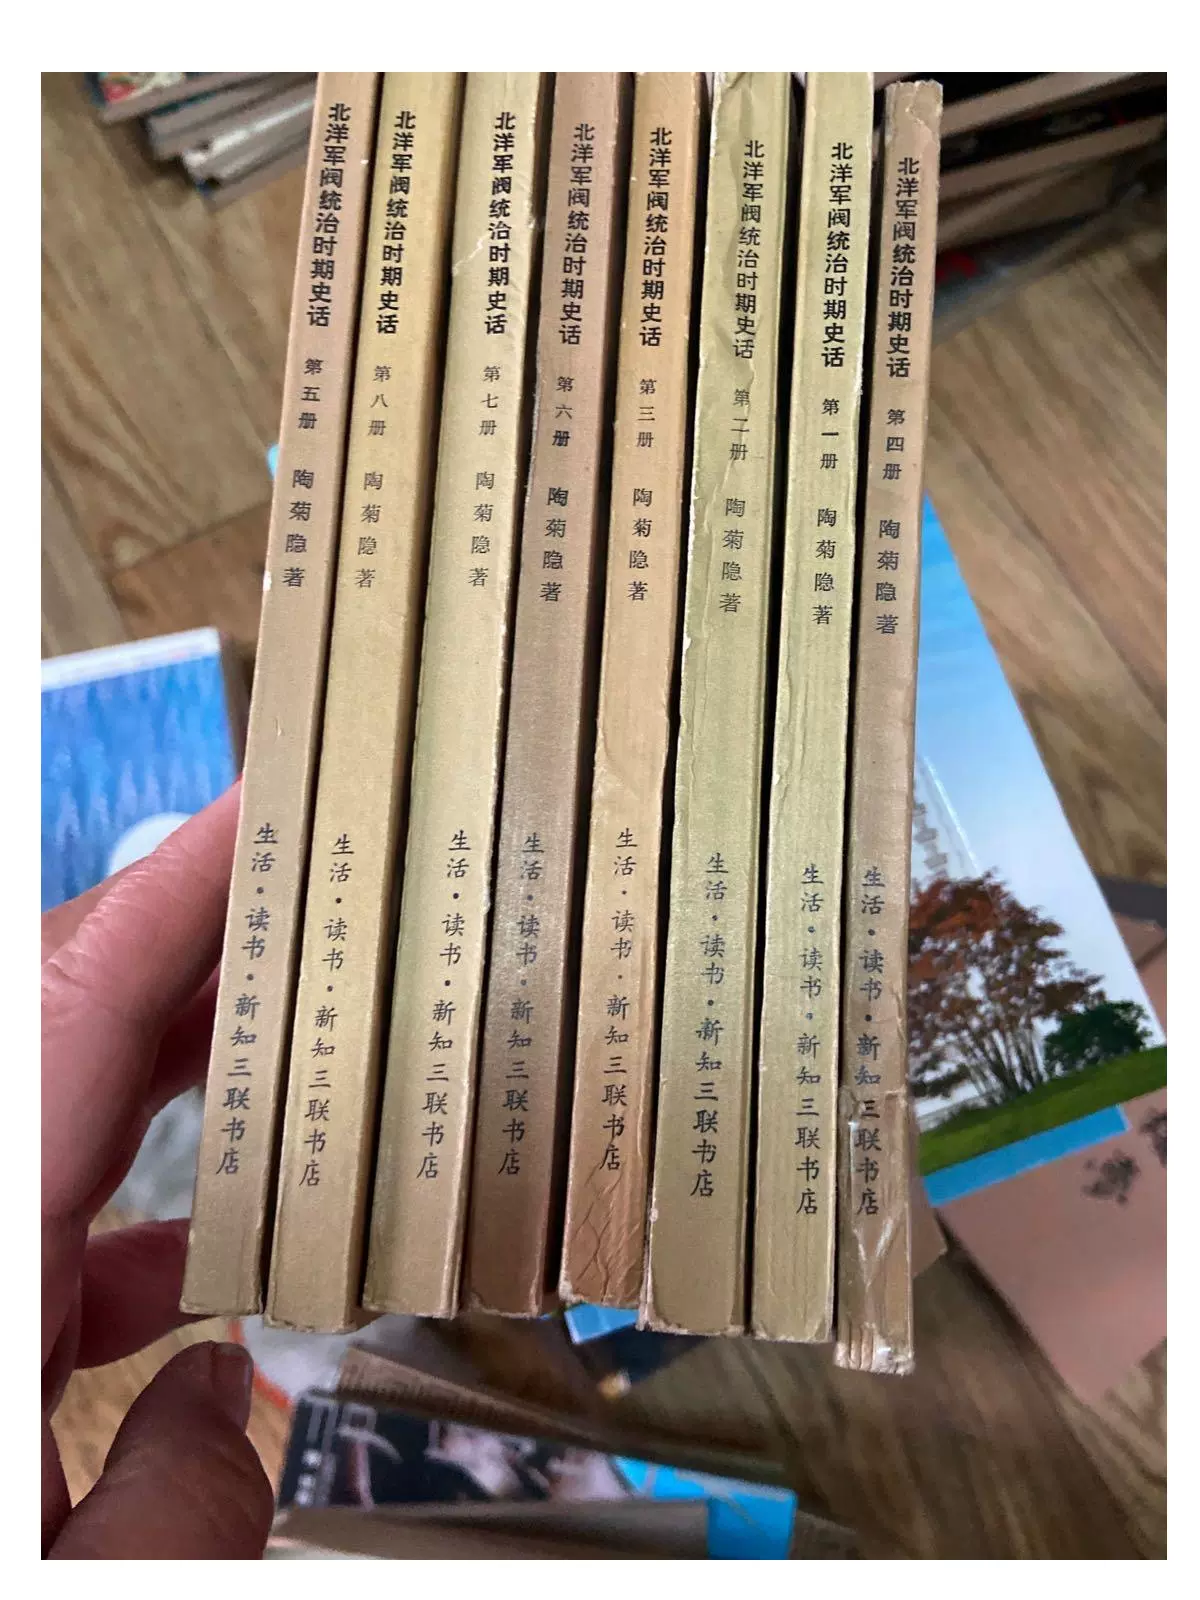 北洋军阀统治时期史话 第五册 陶菊隐著 生活·读书·新知三联书店
北洋军阀统治时期史话 第八册 陶菊隐著 生活·读书·新知三联书店
北洋军阀统治时期史话 第七册 陶菊隐著 生活·读书·新知三联书店
北洋军阀统治时期史话 第六册 陶菊隐著 生活·读书·新知三联书店
北洋军阀统治时期史话 第三册 陶菊隐著 生活·读书·新知三联书店
北洋军阀统治时期史话 第二册 陶菊隐著 生活·读书·新知三联书店
北洋军阀统治时期史话 第一册 陶菊隐著 生活·读书·新知三联书店
北洋军阀统治时期史话 第四册 陶菊隐著 生活·读书·新知三联书店